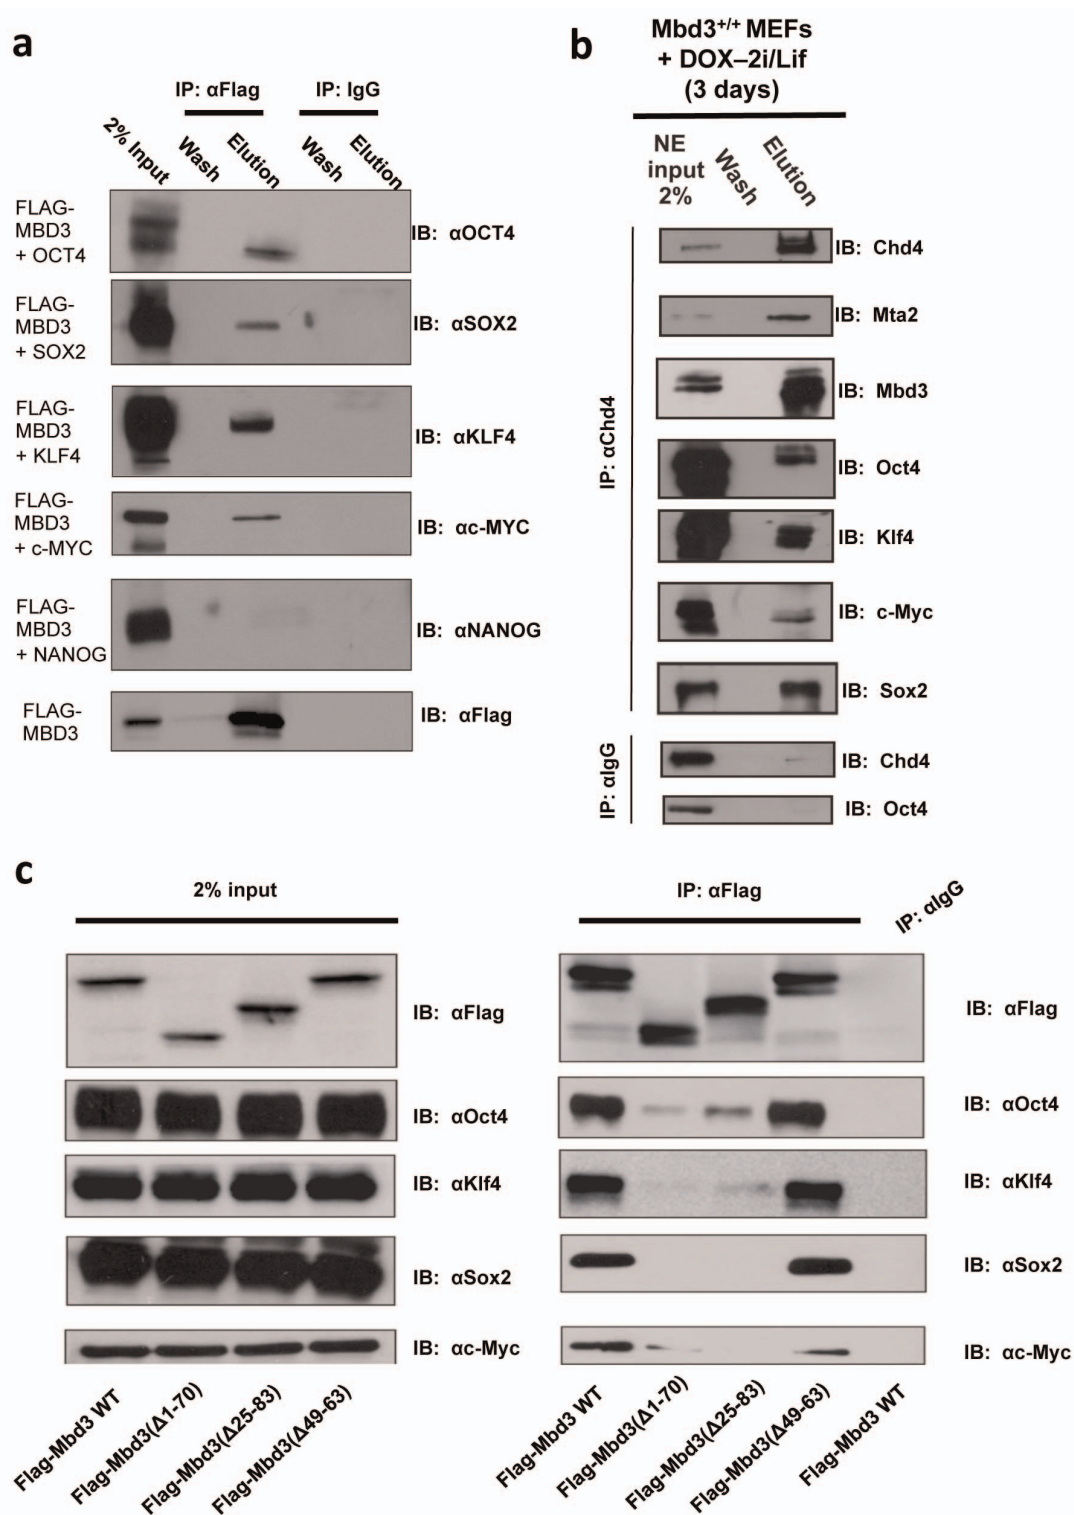 a
IP: αFlag
IP: IgG
2% Input
Wash
Elution
Wash
Elution
FLAG-
MBD3
+ OCT4
IB: αOCT4
FLAG-
MBD3
+ SOX2
IB: αSOX2
FLAG-
MBD3
+ KLF4
IB: αKLF4
FLAG-
MBD3
+ c-MYC
IB: αc-MYC
FLAG-
MBD3
+ NANOG
IB: αNANOG
FLAG-
MBD3
IB: αFlag
b
Mbd3+/+ MEFs
+ DOX–2i/Lif
(3 days)
NE
input
2%
Wash
Elution
IP: αChd4
IB: Chd4
IB: Mta2
IB: Mbd3
IB: Oct4
IB: Klf4
IB: c-Myc
IB: Sox2
IP: αIgG
IB: Chd4
IB: Oct4
c
2% input
IB: αFlag
IB: αOct4
IB: αKlf4
IB: αSox2
IB: αc-Myc
Flag-Mbd3 WT
Flag-Mbd3(Δ1-70)
Flag-Mbd3(Δ25-83)
Flag-Mbd3(Δ49-63)
IP: αFlag
IP: αIgG
IB: αFlag
IB: αOct4
IB: αKlf4
IB: αSox2
IB: αc-Myc
Flag-Mbd3 WT
Flag-Mbd3(Δ1-70)
Flag-Mbd3(Δ25-83)
Flag-Mbd3(Δ49-63)
Flag-Mbd3 WT